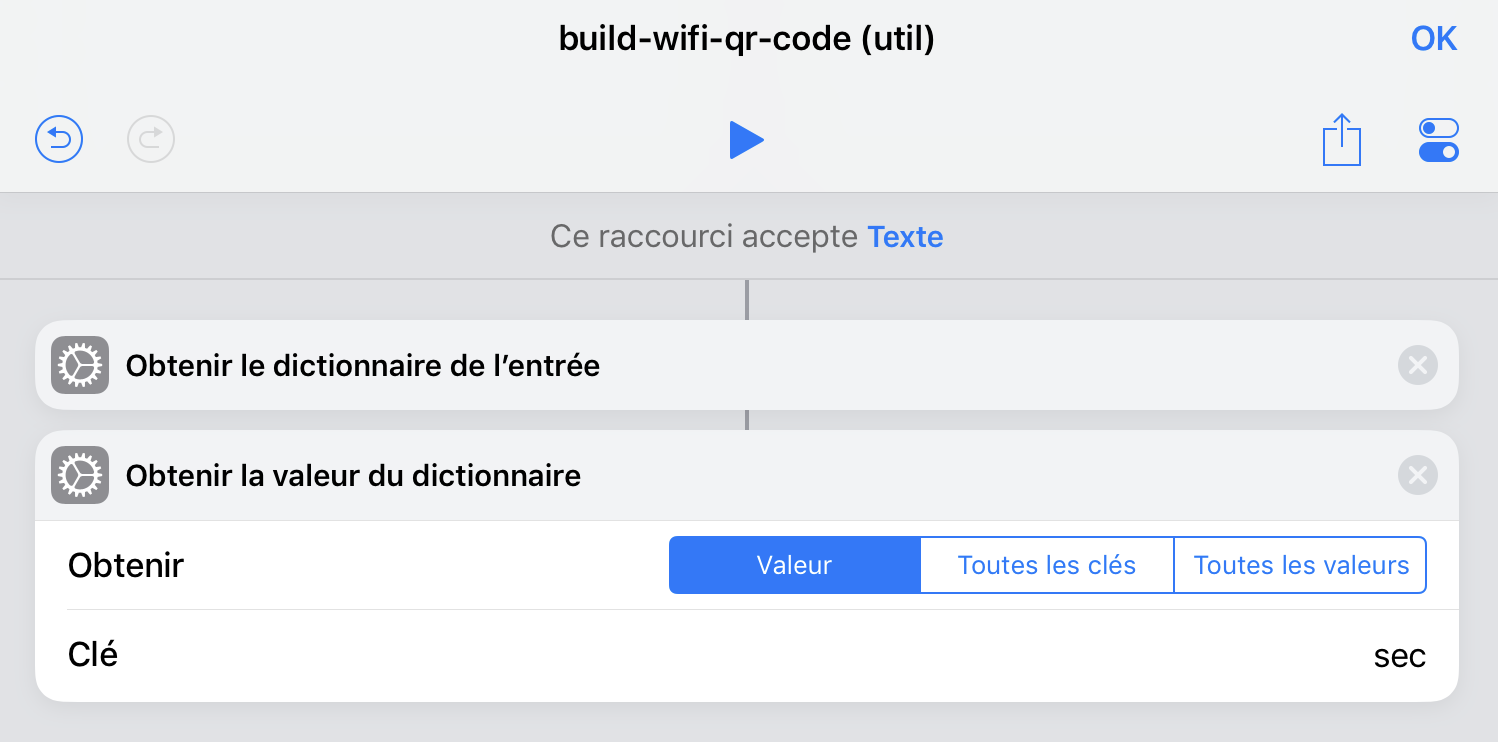 build-wifi-qr-code (util)
OK
Ce raccourci accepte Texte
Obtenir le dictionnaire de l’entrée
Obtenir la valeur du dictionnaire
Obtenir
Valeur
Toutes les clés
Toutes les valeurs
Clé
sec